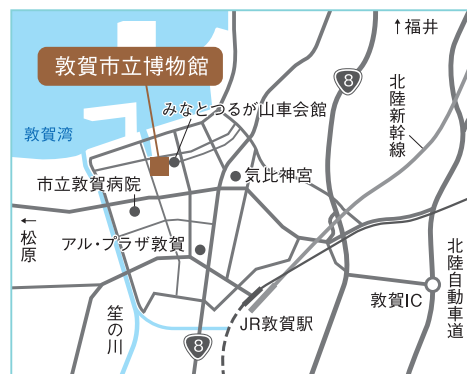 ↑福井
8
敦賀市立博物館
北陸新幹線
みなとつるが山車会館
敦賀湾
気比神宮
市立敦賀病院
←松原
アル・プラザ敦賀
北陸自動車道
敦賀IC
笙の川
JR敦賀駅
8